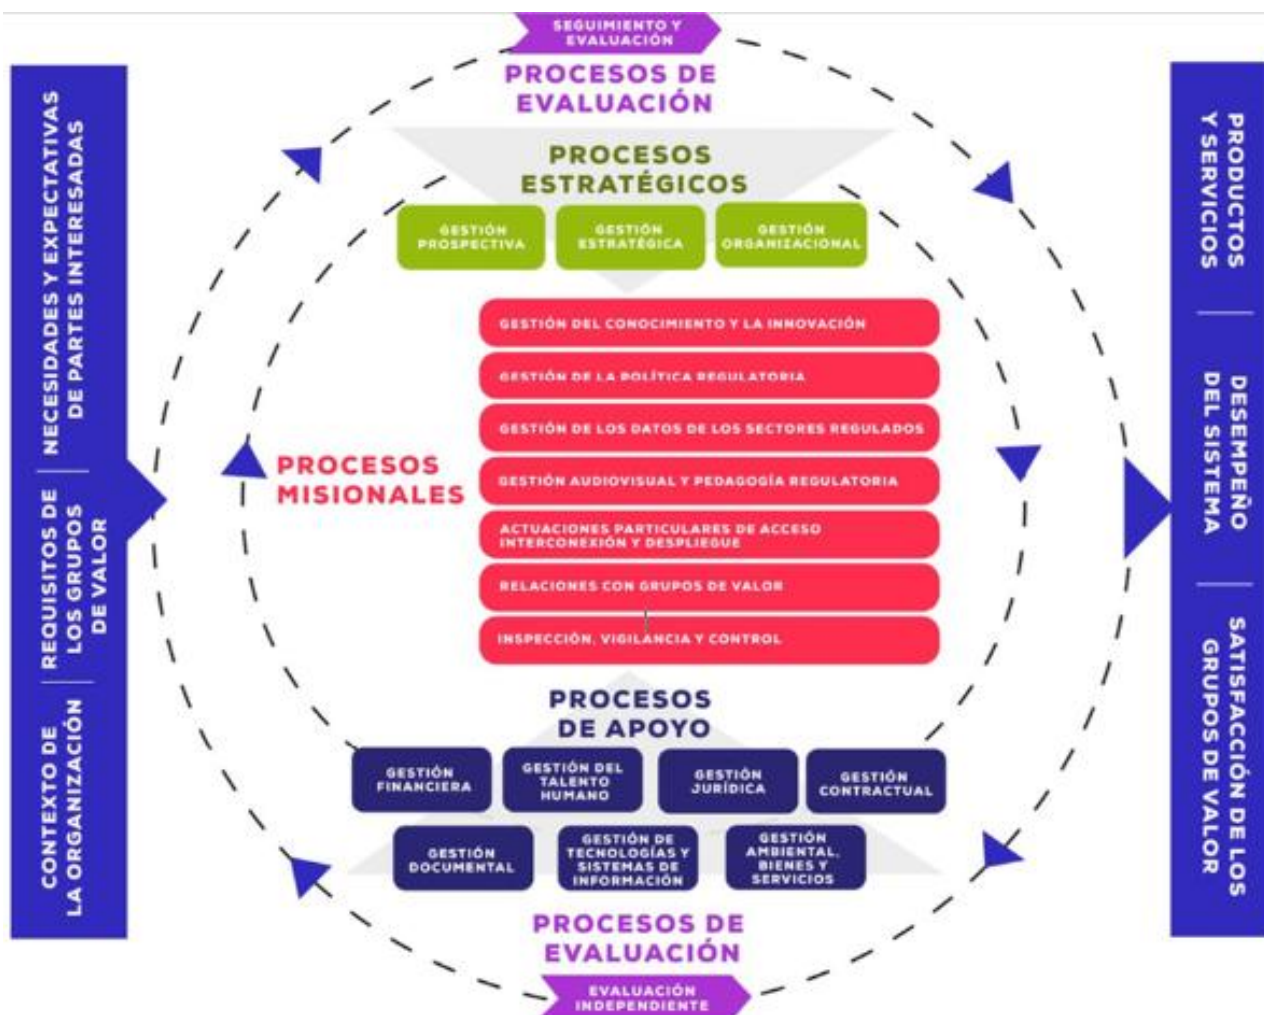 SEGUIMIENTO Y
EVALUACIÓN
PROCESOS DE
EVALUACIÓN
NECESIDADES Y EXPECTATIVAS
DE PARTES INTERESADAS
REQUISITOS DE
LOS GRUPOS
DE VALOR
CONTEXTO DE
LA ORGANIZACIÓN
PROCESOS
ESTRATÉGICOS
GESTIÓN
PROSPECTIVA
GESTIÓN
ESTRATÉGICA
GESTIÓN
ORGANIZACIONAL
PROCESOS
MISIONALES
GESTIÓN DEL CONOCIMIENTO Y LA INNOVACIÓN
GESTIÓN DE LA POLÍTICA REGULATORIA
GESTIÓN DE LOS DATOS DE LOS SECTORES REGULADOS
GESTIÓN AUDIOVISUAL Y PEDAGOGÍA REGULATORIA
ACTUACIONES PARTICULARES DE ACCESO
INTERCONEXIÓN Y DESPLIEGUE
RELACIONES CON GRUPOS DE VALOR
INSPECCIÓN, VIGILANCIA Y CONTROL
PROCESOS
DE APOYO
GESTIÓN
FINANCIERA
GESTIÓN DEL
TALENTO
HUMANO
GESTIÓN
JURÍDICA
GESTIÓN
CONTRACTUAL
GESTIÓN
DOCUMENTAL
GESTIÓN DE
TECNOLOGÍAS Y
SISTEMAS DE
INFORMACIÓN
GESTIÓN
AMBIENTAL,
BIENES Y
SERVICIOS
PROCESOS DE
EVALUACIÓN
EVALUACIÓN
INDEPENDIENTE
PRODUCTOS
Y SERVICIOS
DESEMPEÑO
DEL SISTEMA
SATISFACCIÓN DE LOS
GRUPOS DE VALOR